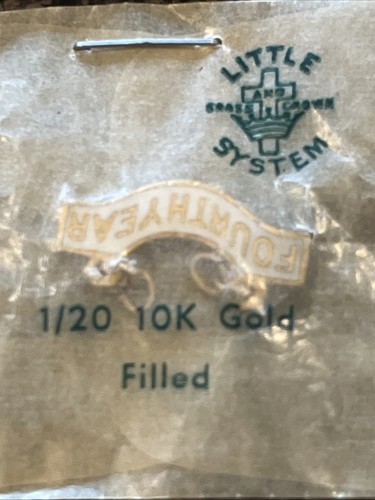 LITTLE
AND
CROSS CROWN
SYSTEM
FOURTH YEAR
1/20 10K Gold
Filled